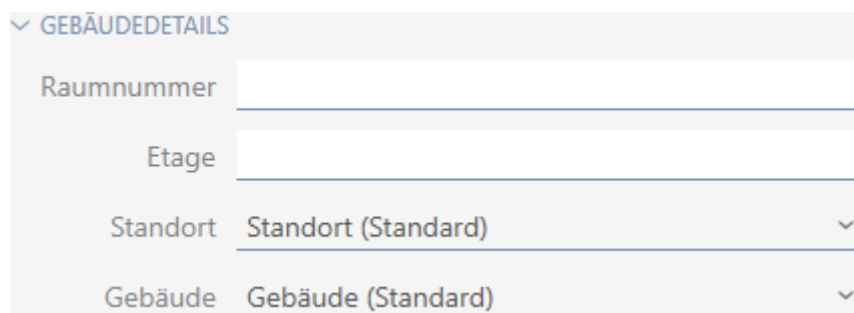 GEBÄUDEDETAILS
Raumnummer
Etage
Standort Standort (Standard)
Gebäude Gebäude (Standard)